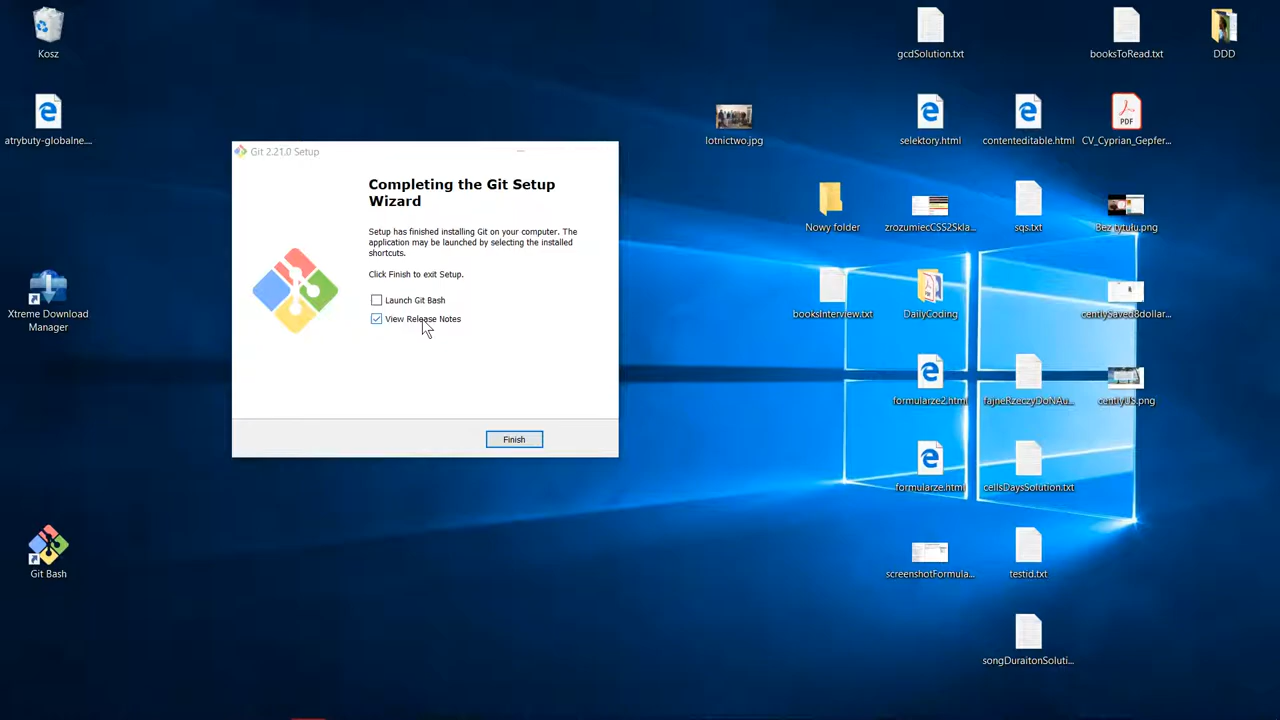 Kosz
gcdSolution.txt
booksToRead.txt
DDD
atrybuty-globalne...
lotnictwo.jpg
selektory.html
contenteditable.html
CV_Cyprian_Gepfer...
PDF
Git 2.21.0 Setup
Completing the Git Setup
Wizard
Setup has finished installing Git on your computer. The
application may be launched by selecting the installed
shortcuts.
Click Finish to exit Setup.
Launch Git Bash
View Release Notes
Finish
Nowy folder
zrozumiecCSS2Skla...
sqs.txt
Bez tytułu.png
Xtreme Download
Manager
booksInterview.txt
DailyCoding
centlySaved8dollar...
formularze2.html
fajneRzeczyDoNAu...
centlyUS.png
formularze.html
cellsDaysSolution.txt
Git Bash
screenshotFormula...
testid.txt
songDuraitonSoluti...